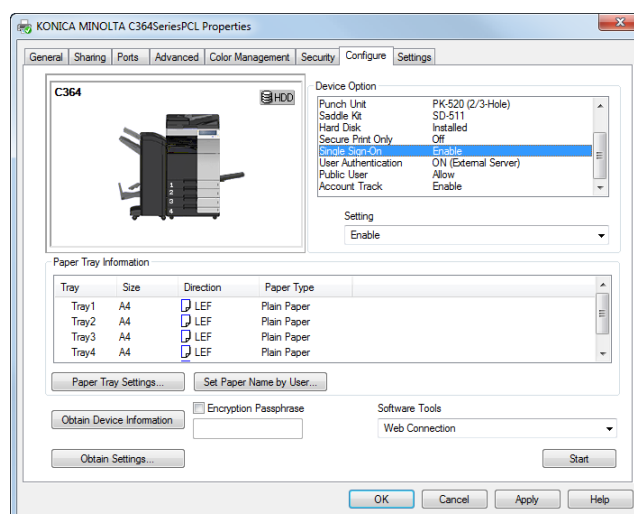 KONICA MINOLTA C364SeriesPCL Properties
General Sharing Ports Advanced Color Management Security Configure Settings
C364
HDD
1
2
3
4
Device Option
Punch Unit PK-520 (2/3-Hole)
Saddle Kit SD-511
Hard Disk Installed
Secure Print Only Off
Single Sign-On Enable
User Authentication ON (External Server)
Public User Allow
Account Track Enable
Setting
Enable
Paper Tray Information
Tray Size Direction Paper Type
Tray1 A4 LEF Plain Paper
Tray2 A4 LEF Plain Paper
Tray3 A4 LEF Plain Paper
Tray4 A4 LEF Plain Paper
Paper Tray Settings... Set Paper Name by User...
Obtain Device Information
Encryption Passphrase
Software Tools
Web Connection
Obtain Settings...
Start
OK Cancel Apply Help